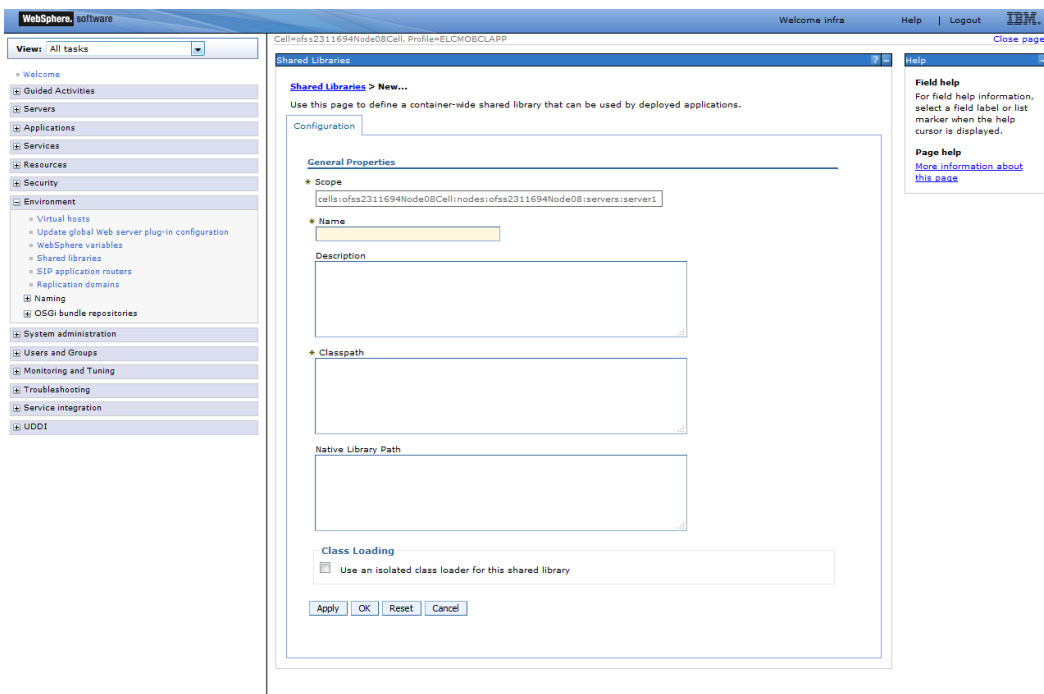 WebSphere. software
Welcome infra
Help | Logout
IBM.
View: All tasks
Cell=ofss2311694Node08Cell, Profile=ELCMOBCLAPP
Close page
Welcome
Guided Activities
Servers
Applications
Services
Resources
Security
Environment
Virtual hosts
Update global Web server plug-in configuration
WebSphere variables
Shared libraries
SIP application routers
Replication domains
Naming
OSGi bundle repositories
System administration
Users and Groups
Monitoring and Tuning
Troubleshooting
Service integration
UDDI
Shared Libraries
? -
Shared Libraries > New...
Use this page to define a container-wide shared library that can be used by deployed applications.
Configuration
General Properties
* Scope
cells:ofss2311694Node08Cell:nodes:ofss2311694Node08:servers:server1
* Name
Description
* Classpath
Native Library Path
Class Loading
Use an isolated class loader for this shared library
Apply OK Reset Cancel
Help
Field help
For field help information,
select a field label or list
marker when the help
cursor is displayed.
Page help
More information about
this page